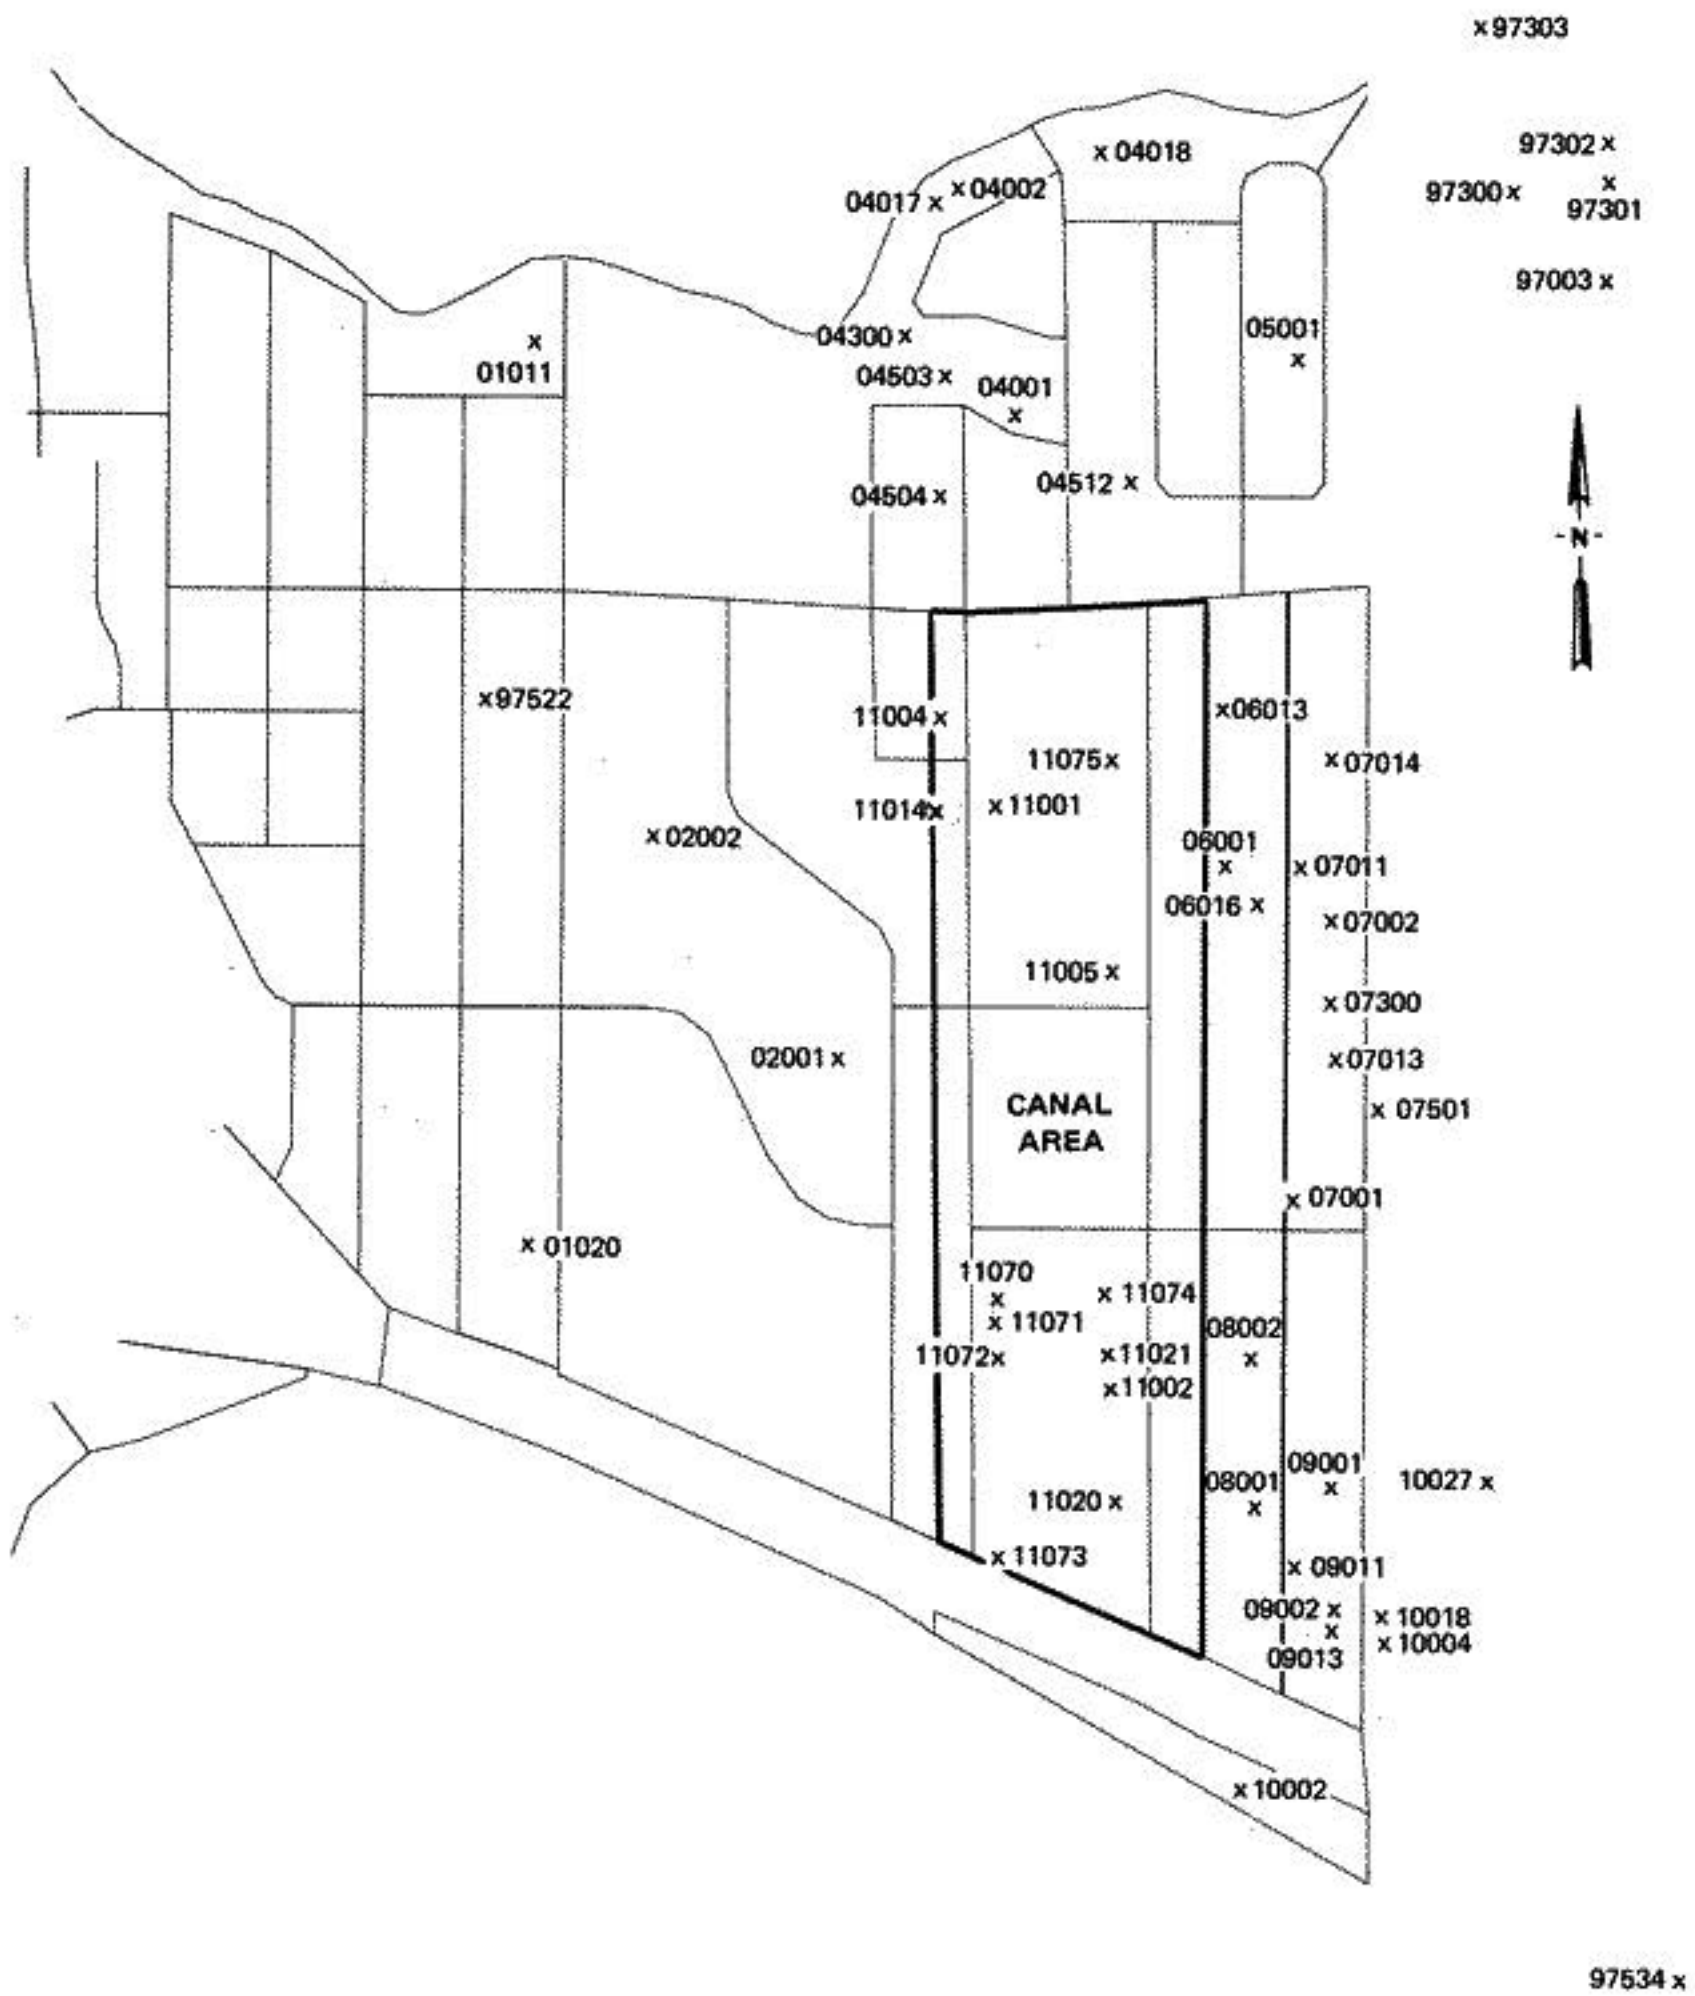 x 97303
x 04018
97302 x
04017 x
x 04002
97300 x
x
97301
97003 x
04300 x
05001
x
x
01011
04503 x
04001
x
04504 x
04512 x
- N -
x 97522
11004 x
x 06013
11075 x
x 07014
11014 x
x 11001
x 02002
06001
x
x 07011
06016 x
x 07002
11005 x
x 07300
02001 x
x 07013
CANAL
AREA
x 07501
x 07001
x 01020
11070
x
x 11074
x 11071
08002
x
11072 x
x 11021
x 11002
09001
x
08001
x
10027 x
11020 x
x 11073
x 09011
09002 x
x 10018
x
09013
x 10004
x 10002
97534 x